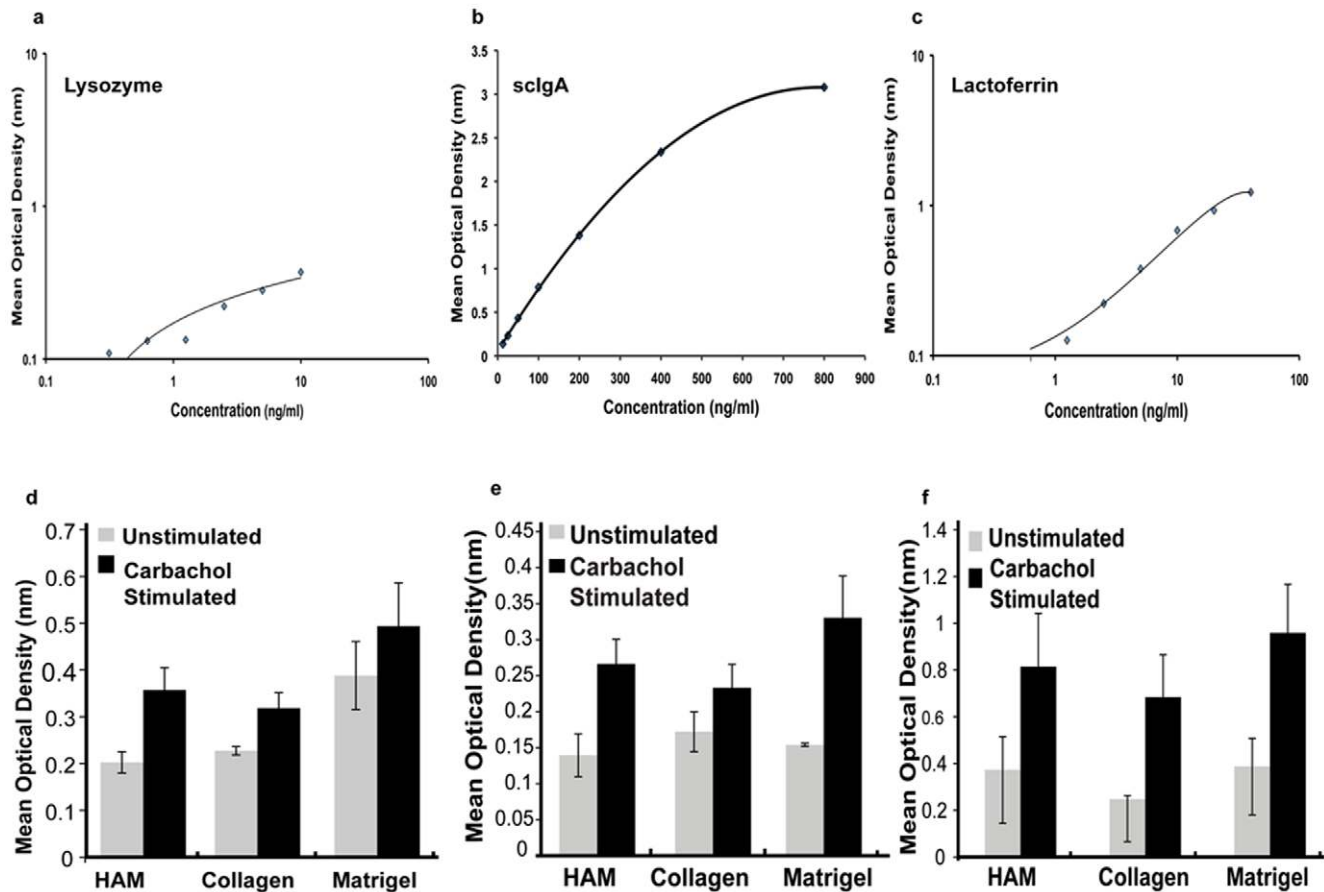 a
10
Lysozyme
1
0.1
0.1
1
10
100
Mean Optical Density (nm)
Concentration (ng/ml)
b
3.5
scIgA
3
2.5
2
1.5
1
0.5
0
0
100
200
300
400
500
600
700
800
900
Mean Optical Density (nm)
Concentration (ng/ml)
c
10
Lactoferrin
1
0.1
0.1
1
10
100
Mean Optical Density (nm)
Concentration (ng/ml)
d
Unstimulated
Carbachol
Stimulated
0.7
0.6
0.5
0.4
0.3
0.2
0.1
0
Mean Optical Density (nm)
HAM
Collagen
Matrigel
e
Unstimulated
Carbachol
Stimulated
0.45
0.4
0.35
0.3
0.25
0.2
0.15
0.1
0.05
0
Mean Optical Density(nm)
HAM
Collagen
Matrigel
f
Unstimulated
Carbachol
Stimulated
1.4
1.2
1
0.8
0.6
0.4
0.2
0
Mean Optical Density(nm)
HAM
Collagen
Matrigel